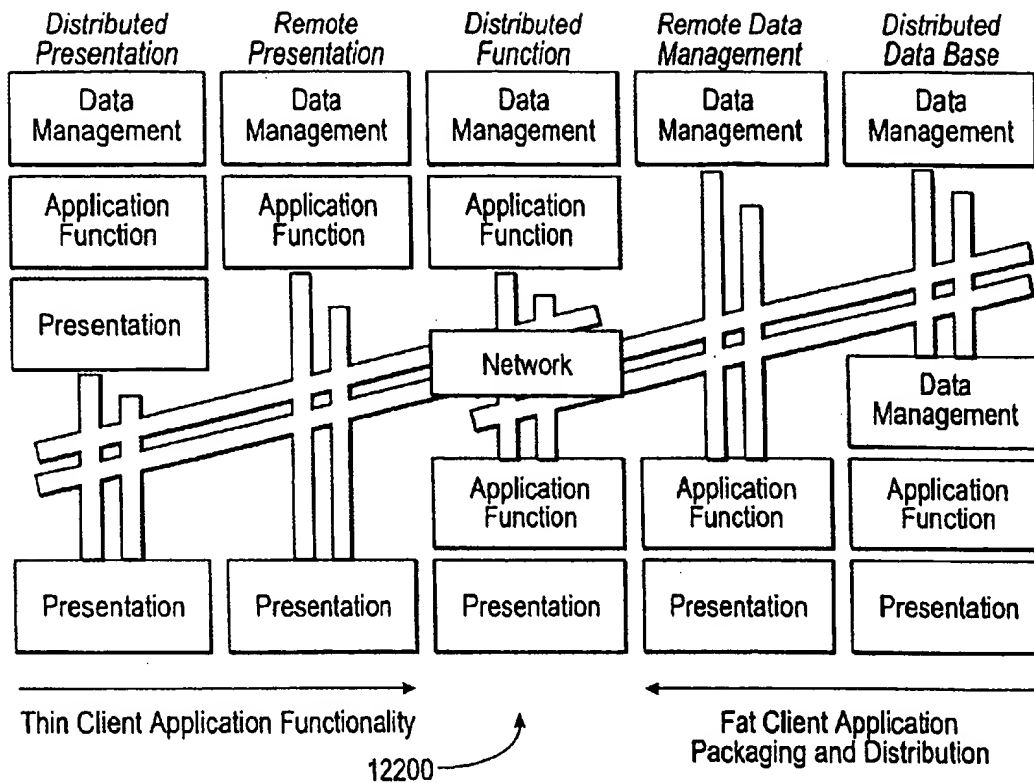 Distributed
Presentation
Remote
Presentation
Distributed
Function
Remote Data
Management
Distributed
Data Base
Data
Management
Data
Management
Data
Management
Data
Management
Data
Management
Application
Function
Application
Function
Application
Function
Presentation
Network
Data
Management
Application
Function
Application
Function
Application
Function
Presentation
Presentation
Presentation
Presentation
Presentation
Thin Client Application Functionality
Fat Client Application
Packaging and Distribution
12200